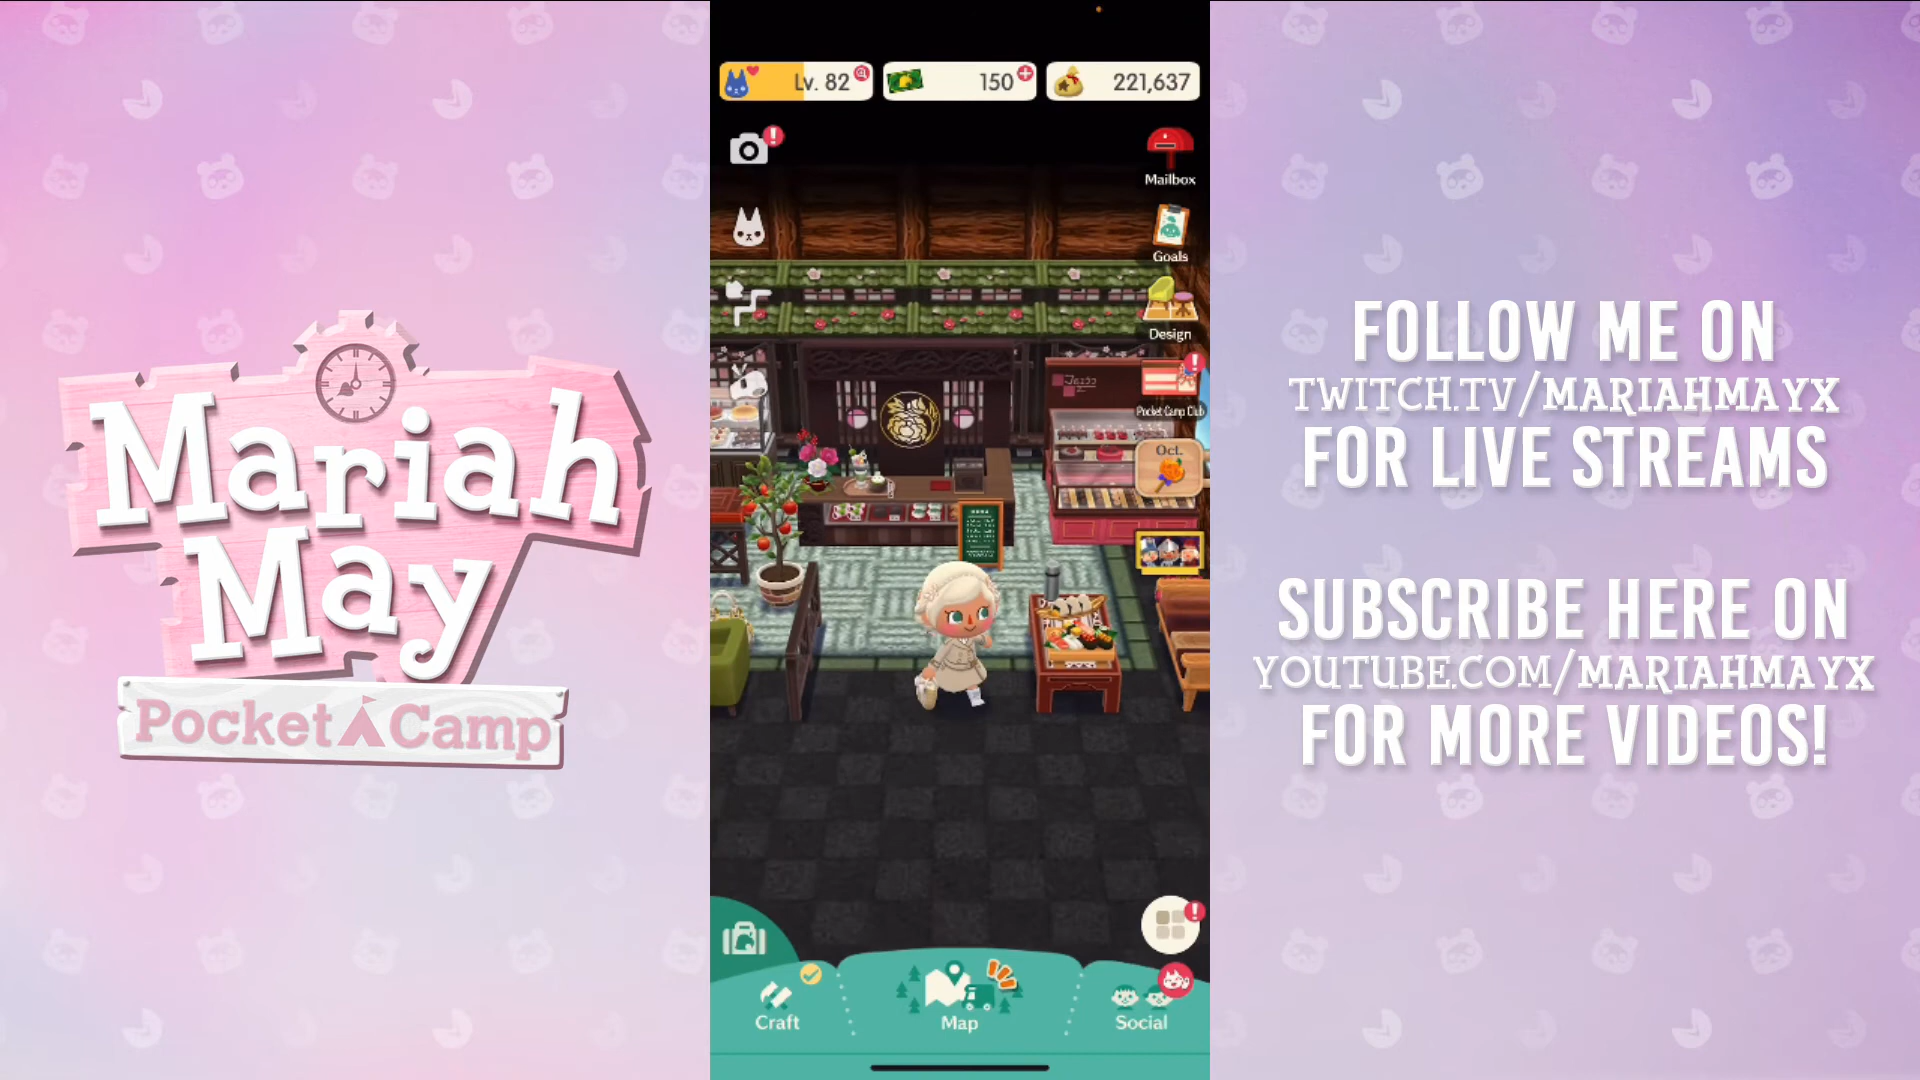 Mariah
May
Pocket Camp
Lv. 82
150
221,637
Mailbox
Goals
Design
Pocket Camp Club
Oct.
Craft
Map
Social
FOLLOW ME ON
TWITCH.TV/MARIAHMAYX
FOR LIVE STREAMS
SUBSCRIBE HERE ON
YOUTUBE.COM/MARIAHMAYX
FOR MORE VIDEOS!